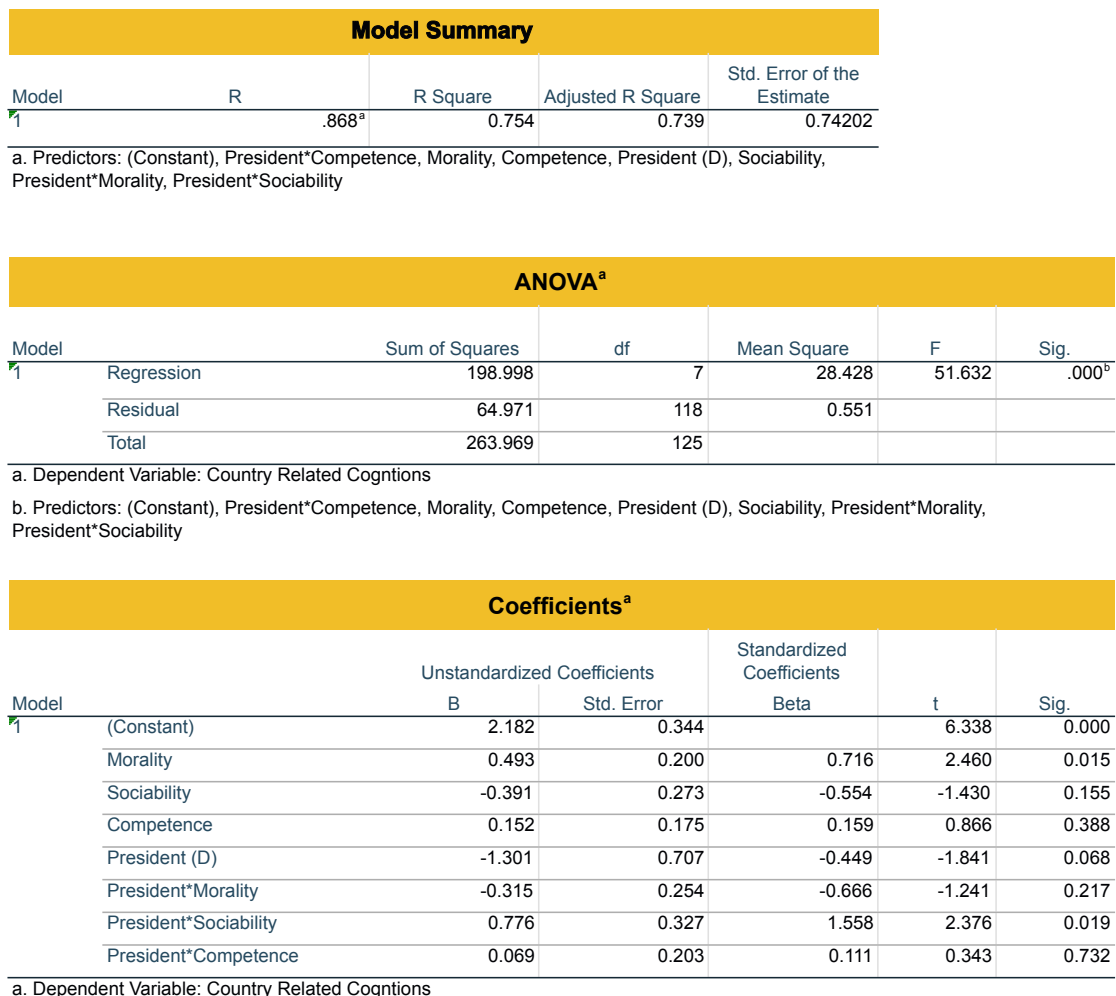 Model Summary
Model R R Square Adjusted R Square Std. Error of the Estimate
1 .868a 0.754 0.739 0.74202
a. Predictors: (Constant), President*Competence, Morality, Competence, President (D), Sociability,
President*Morality, President*Sociability
ANOVAa
Model Sum of Squares df Mean Square F Sig.
1 Regression 198.998 7 28.428 51.632 .000b
Residual 64.971 118 0.551
Total 263.969 125
a. Dependent Variable: Country Related Cogntions
b. Predictors: (Constant), President*Competence, Morality, Competence, President (D), Sociability, President*Morality,
President*Sociability
Coefficientsa
Unstandardized Coefficients Standardized Coefficients
Model B Std. Error Beta t Sig.
1 (Constant) 2.182 0.344 6.338 0.000
Morality 0.493 0.200 0.716 2.460 0.015
Sociability -0.391 0.273 -0.554 -1.430 0.155
Competence 0.152 0.175 0.159 0.866 0.388
President (D) -1.301 0.707 -0.449 -1.841 0.068
President*Morality -0.315 0.254 -0.666 -1.241 0.217
President*Sociability 0.776 0.327 1.558 2.376 0.019
President*Competence 0.069 0.203 0.111 0.343 0.732
a. Dependent Variable: Country Related Cogntions